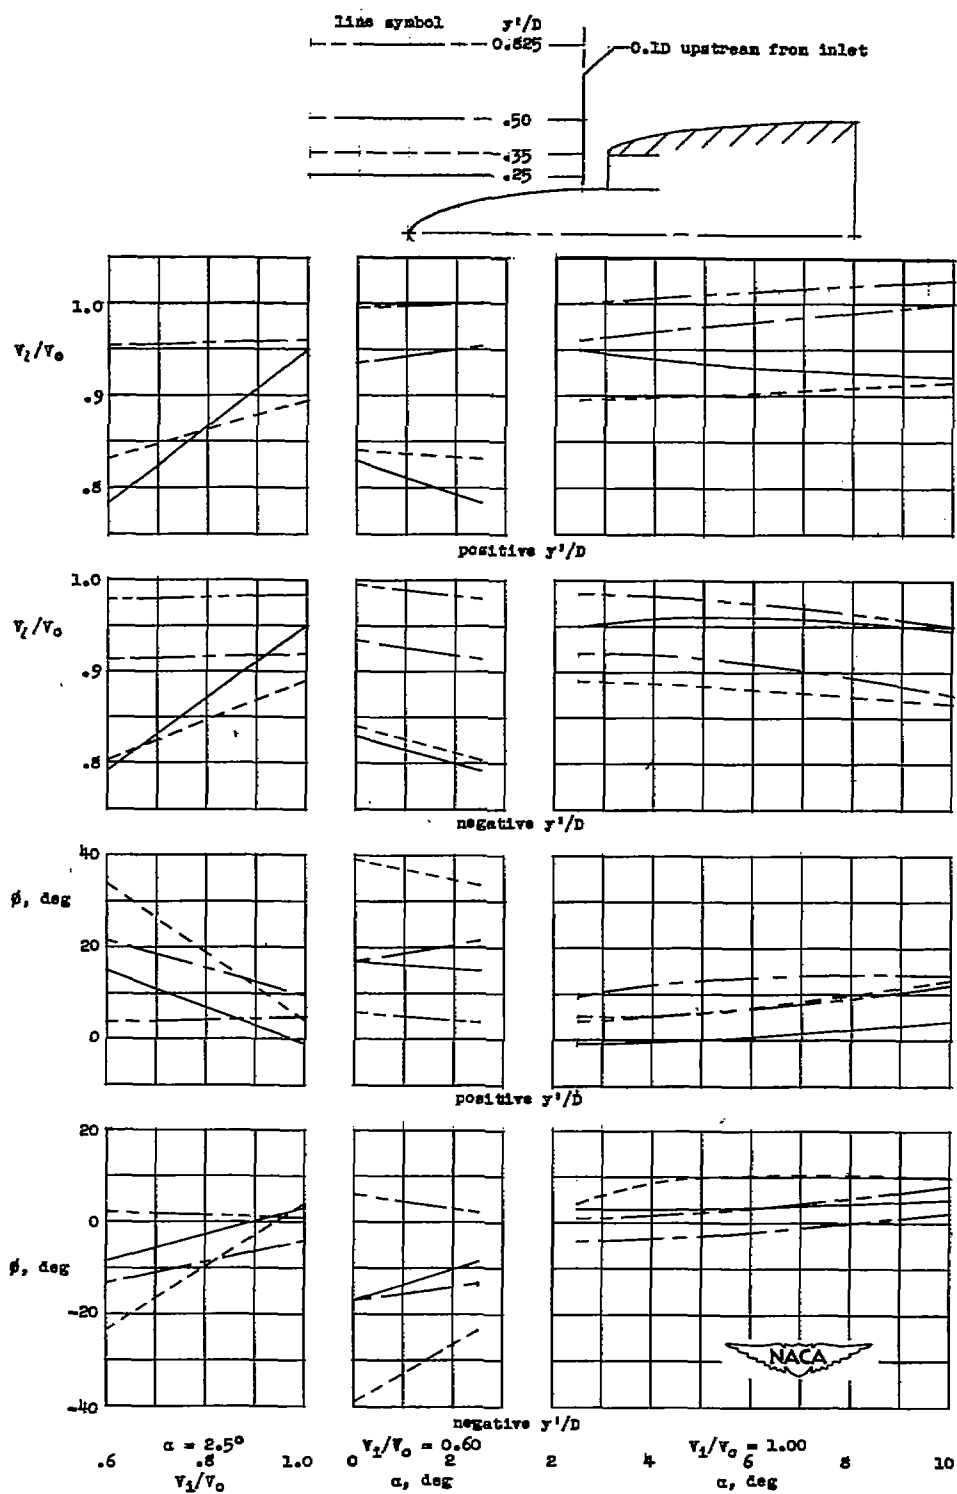 line symbol y'/D
0.825
0.1D upstream from inlet
.50
.35
.25
1.0
V_l/V_o
.9
.8
positive y'/D
1.0
V_l/V_o
.9
.8
negative y'/D
40
ø, deg
20
0
positive y'/D
20
0
ø, deg
-20
-40
NACA
negative y'/D
α = 2.5° V_i/V_o = 0.60 V_i/V_o = 1.00
.6 .8 1.0 0 2 2 4 6 8 10
V_i/V_o α, deg α, deg